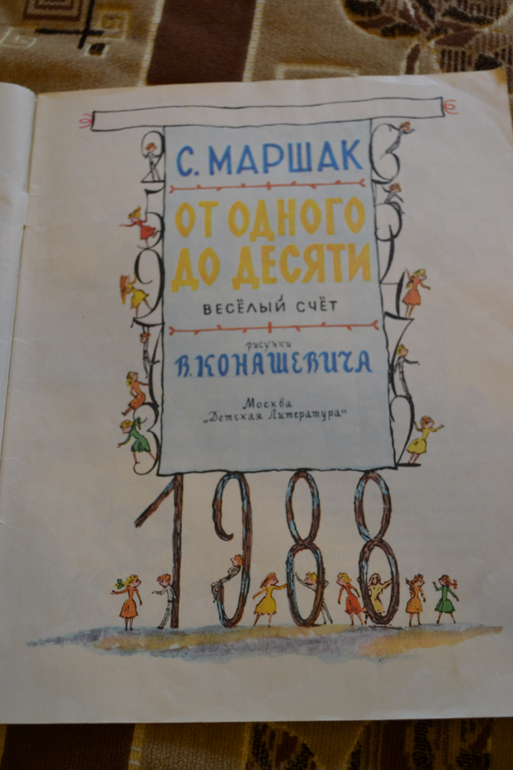 С. МАРШАК
ОТ ОДНОГО
ДО ДЕСЯТИ
ВЕСЁЛЫЙ СЧЁТ
рисунки
В. КОНАШЕВИЧА
Москва
„Детская Литература“
1988